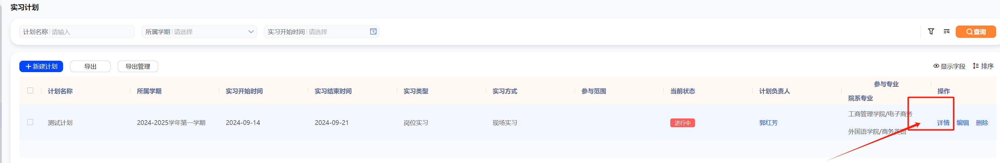 实习计划
计划名称 请输入 所属学期 请选择 实习开始时间 请选择 7 查询
新建计划 导出 导出管理 显示字段 排序
参与专业
计划名称 所属学期 实习开始时间 实习结束时间 实习类型 实习方式 参与范围 当前状态 计划负责人 操作
院系专业
工商管理学院/电子商务
测试计划 2024-2025学年第一学期 2024-09-14 2024-09-21 岗位实习 现场实习 进行中 郭红芳 详情 编辑 删除
外国语学院/商务英语